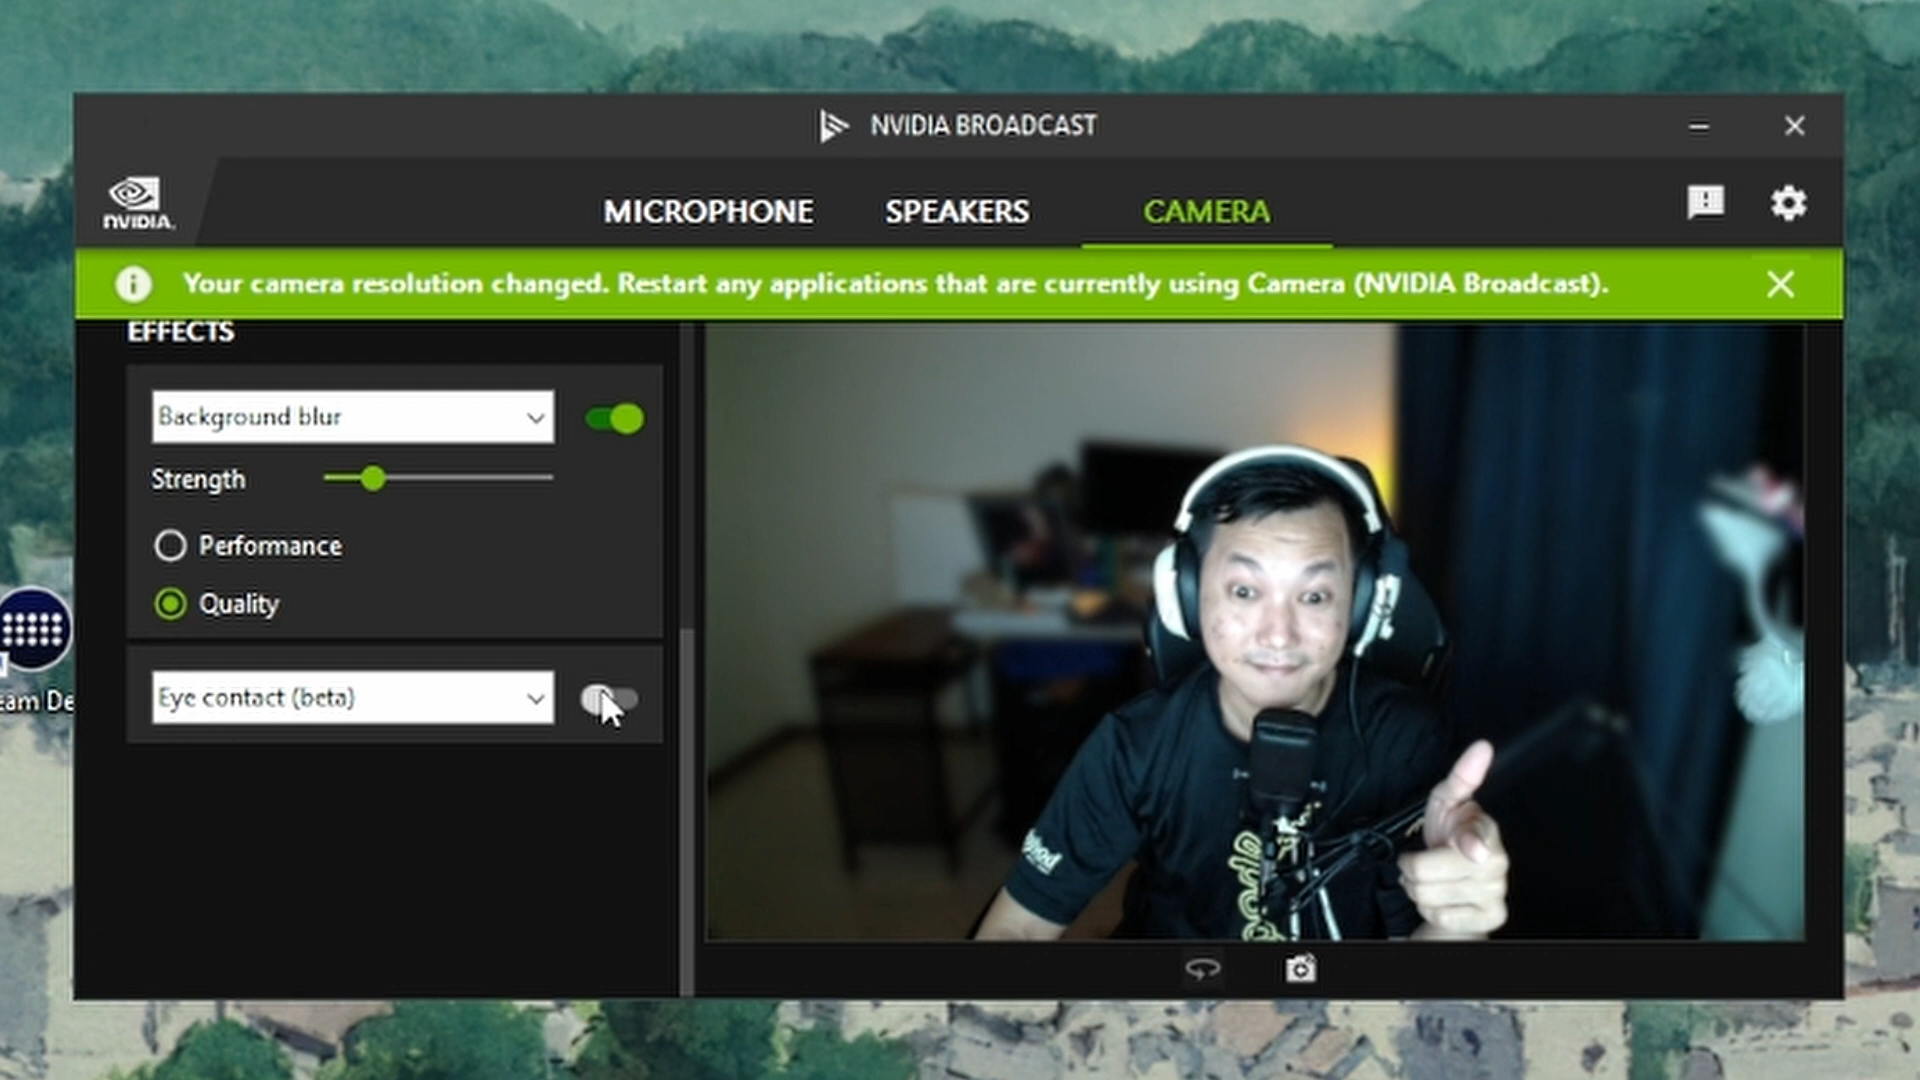 NVIDIA BROADCAST
NVIDIA.
MICROPHONE
SPEAKERS
CAMERA
Your camera resolution changed. Restart any applications that are currently using Camera (NVIDIA Broadcast).
EFFECTS
Background blur
Strength
Performance
Quality
Eye contact (beta)
eam De